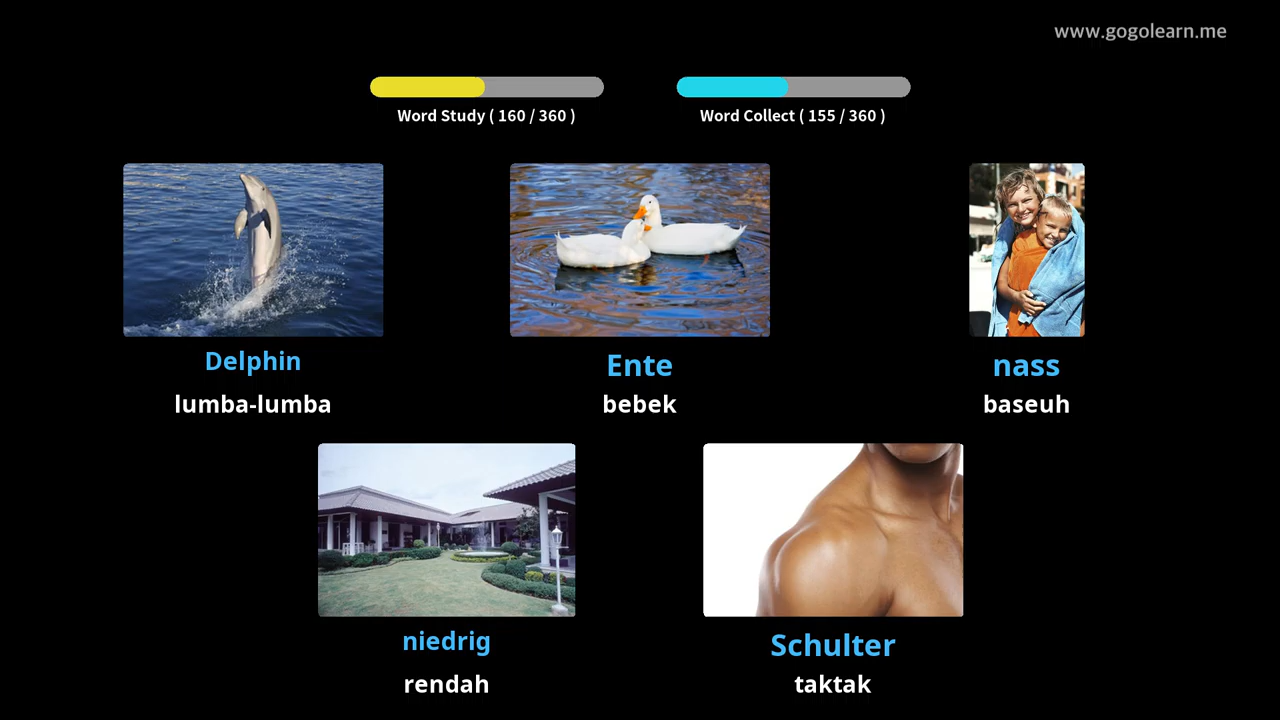 www.gogolearn.me
Word Study ( 160 / 360 )
Word Collect ( 155 / 360 )
Delphin
lumba-lumba
Ente
bebek
nass
baseuh
niedrig
rendah
Schulter
taktak